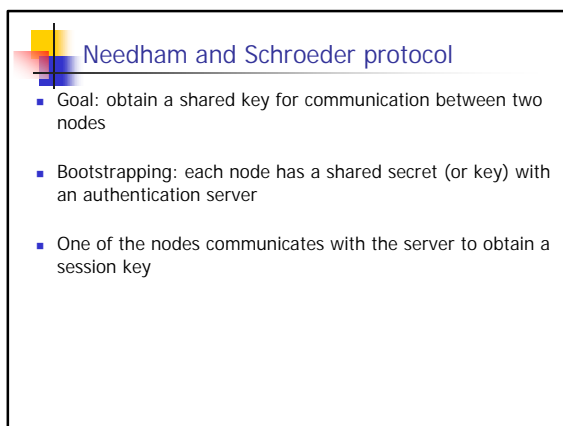 Needham and Schroeder protocol
Goal: obtain a shared key for communication between two
nodes
Bootstrapping: each node has a shared secret (or key) with
an authentication server
One of the nodes communicates with the server to obtain a
session key